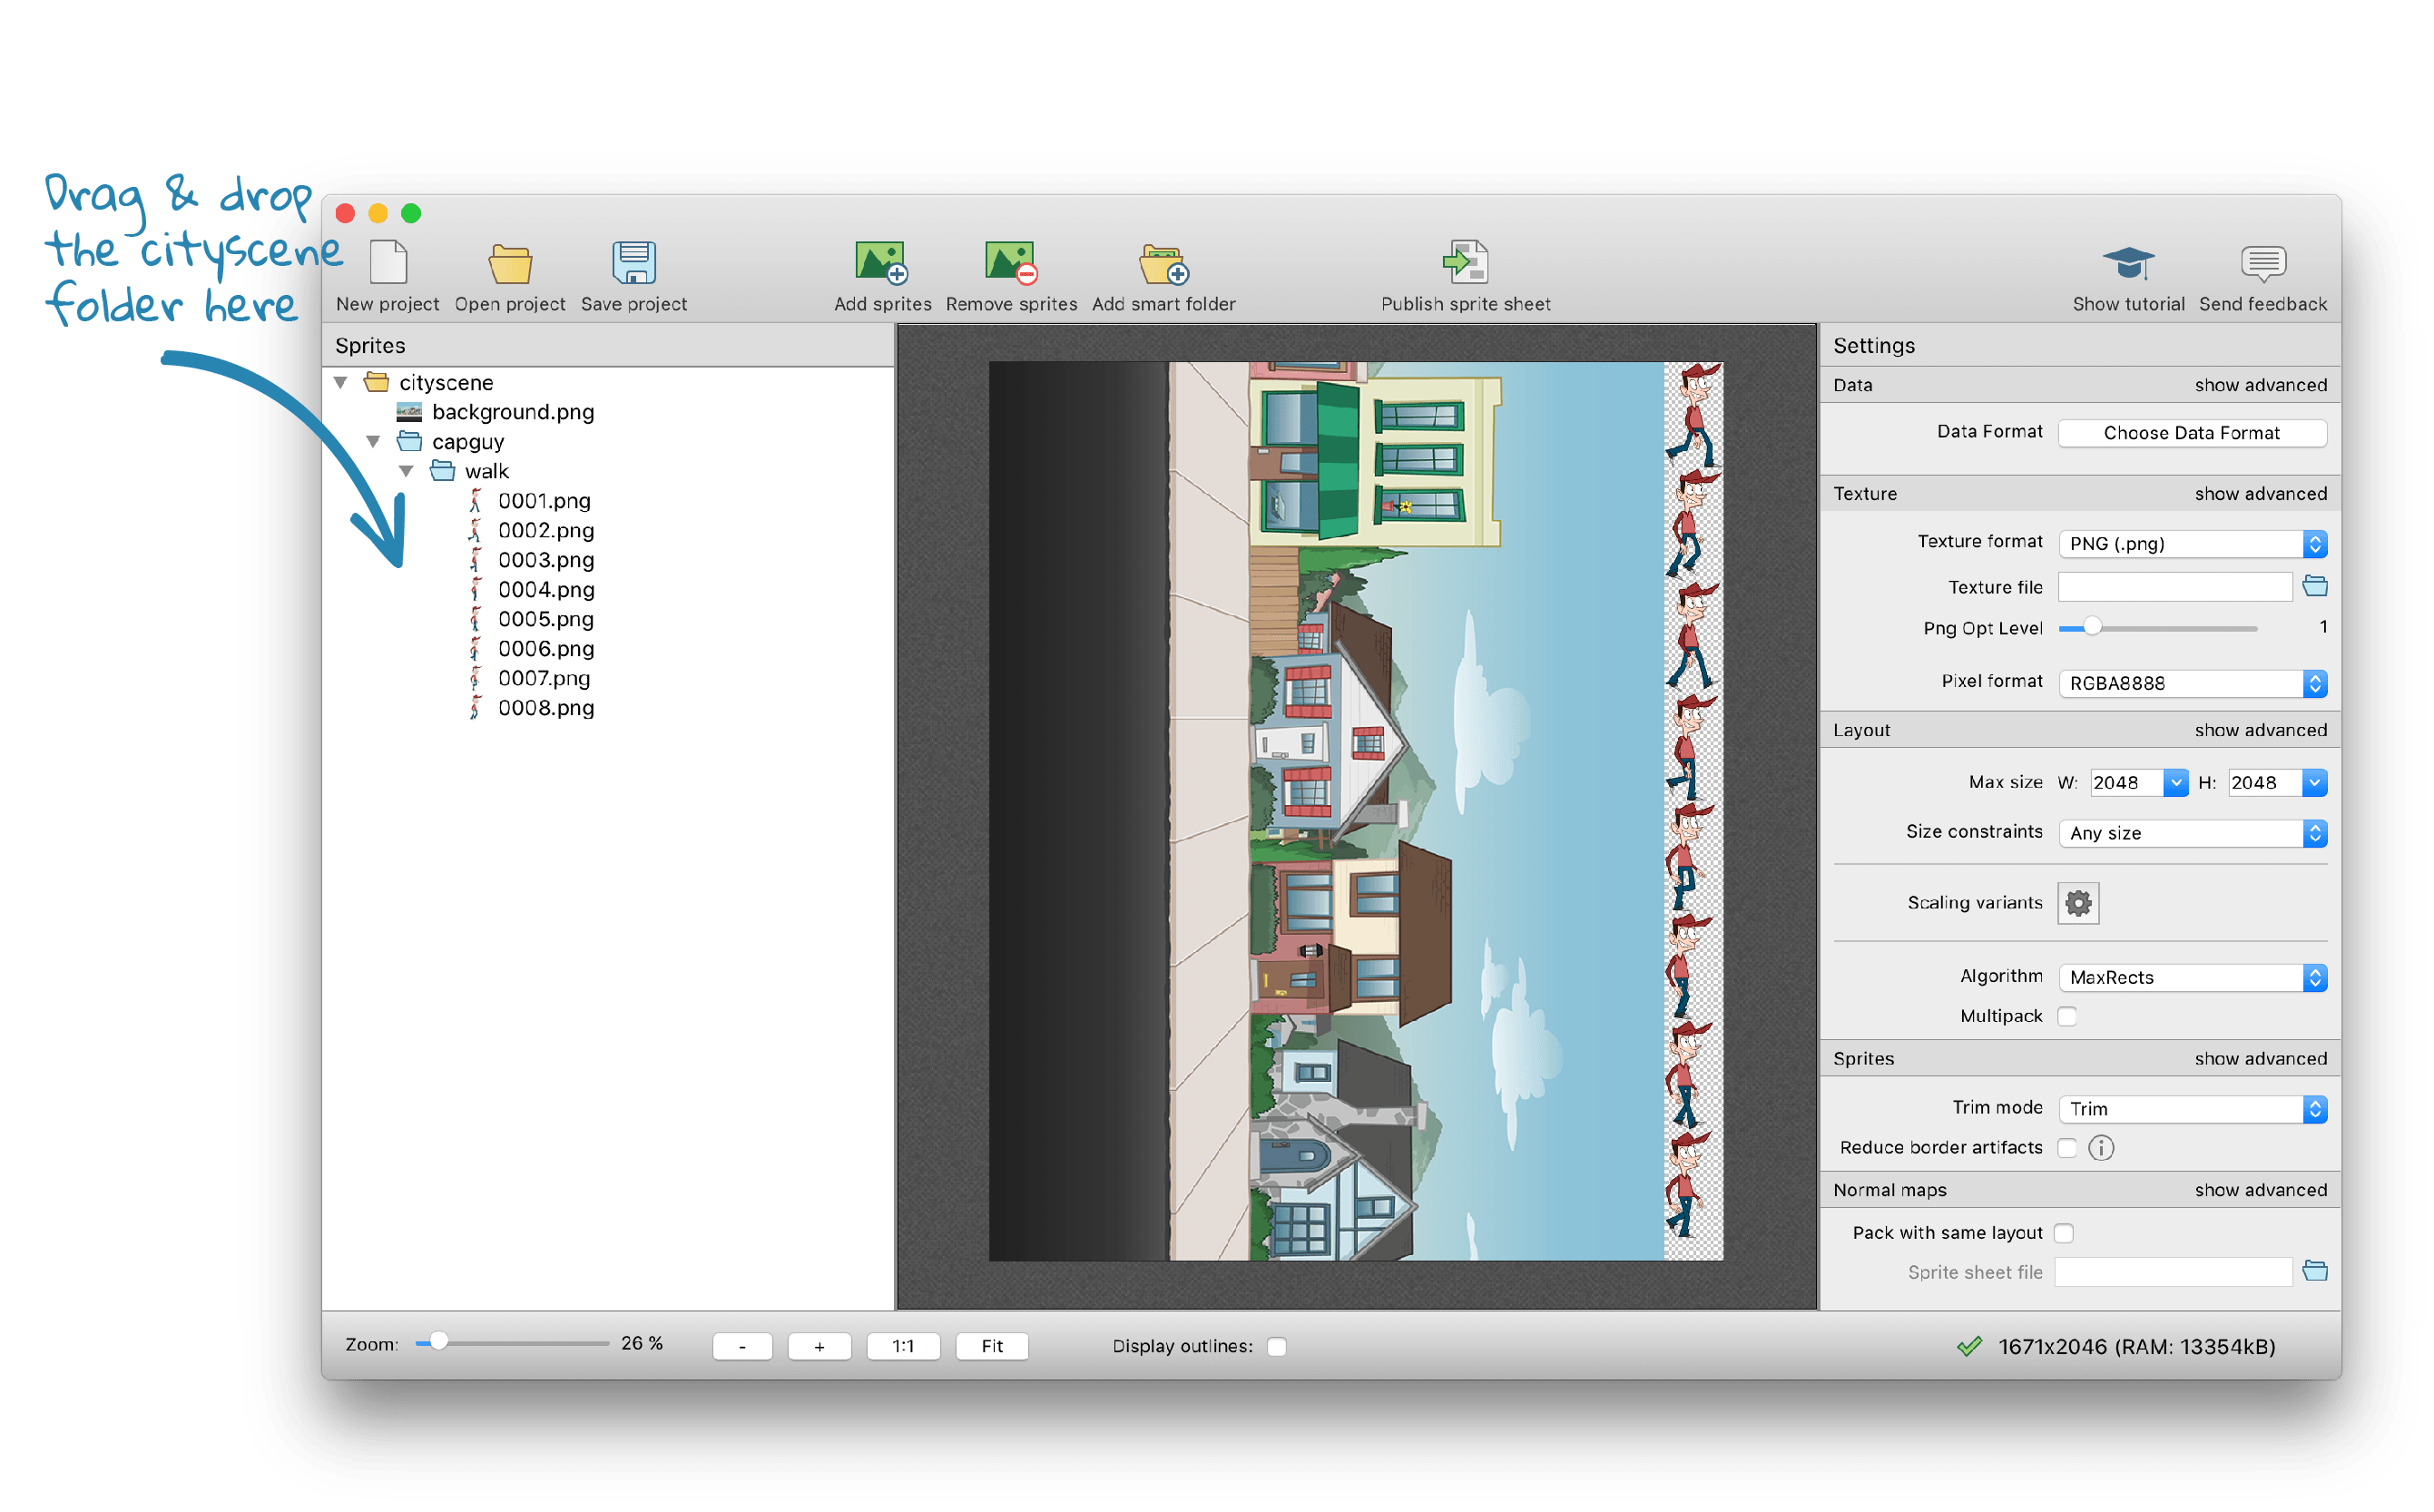 Drag & drop
the cityscene
folder here
New project
Open project
Save project
Add sprites
Remove sprites
Add smart folder
Publish sprite sheet
Show tutorial
Send feedback
Sprites
cityscene
background.png
capguy
walk
0001.png
0002.png
0003.png
0004.png
0005.png
0006.png
0007.png
0008.png
Settings
Data show advanced
Data Format Choose Data Format
Texture show advanced
Texture format PNG (.png)
Texture file
Png Opt Level 1
Pixel format RGBA8888
Layout show advanced
Max size W: 2048 H: 2048
Size constraints Any size
Scaling variants
Algorithm MaxRects
Multipack
Sprites show advanced
Trim mode Trim
Reduce border artifacts
Normal maps show advanced
Pack with same layout
Sprite sheet file
Zoom: 26 % - + 1:1 Fit Display outlines: 1671x2046 (RAM: 13354kB)